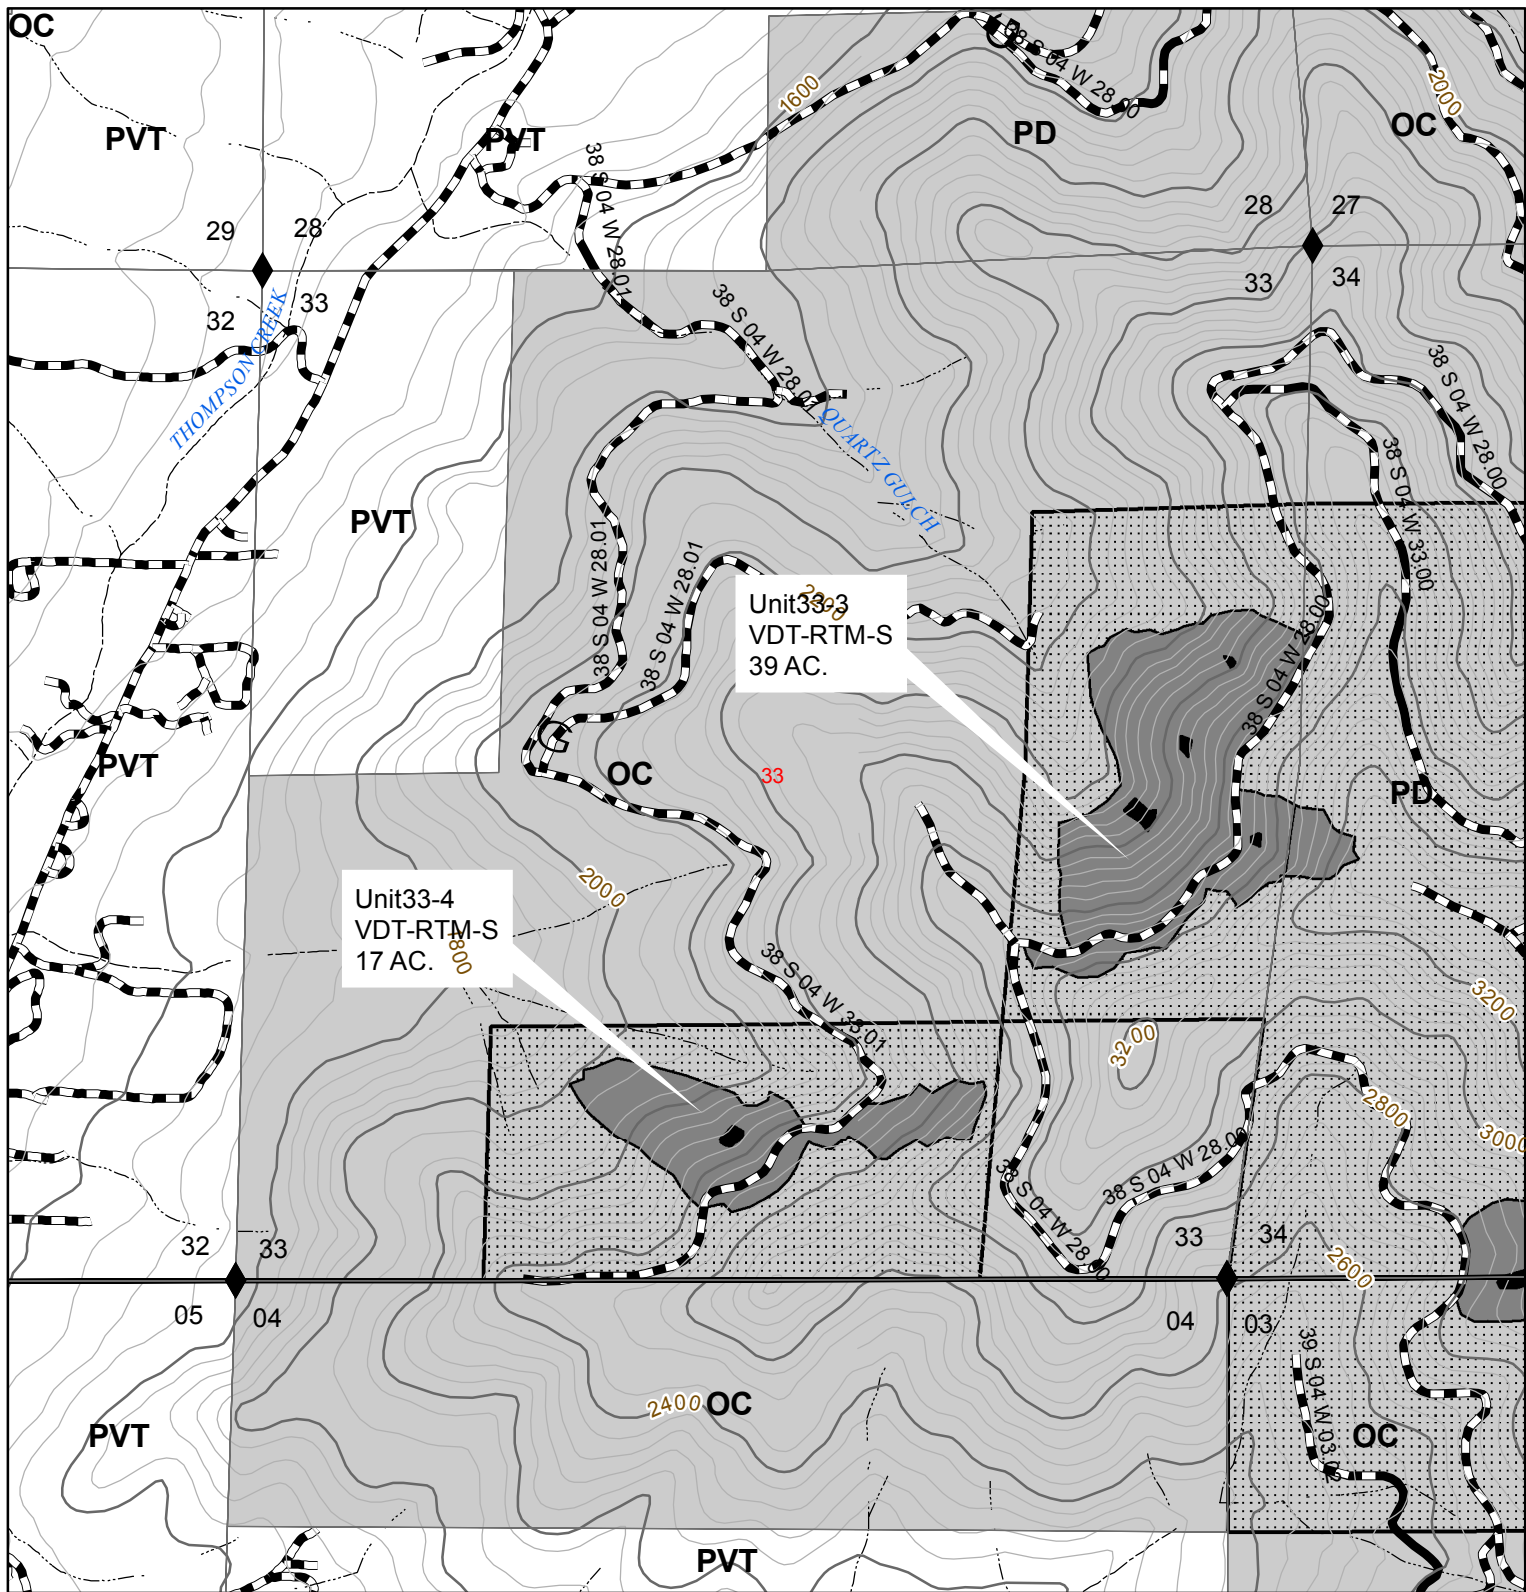 OC
PVT
PVT
1600
38 S 04 W 28.00
PD
2000
OC
38 S 04 W 28.01
29
28
28
27
32
33
33
34
THOMPSON CREEK
38 S 04 W 28.01
QUARTZ GULCH
38 S 04 W 28.00
38 S 04 W 33.00
PVT
38 S 04 W 28.01
38 S 04 W 28.01
2200
Unit33-3
VDT-RTM-S
39 AC.
38 S 04 W 28.00
PVT
OC
33
PD
2000
Unit33-4
VDT-RTM-S
17 AC.
1800
38 S 04 W 33.01
3200
3200
2800
3000
38 S 04 W 28.00
38 S 04 W 28.00
32
33
33
34
2600
05
04
04
03
39 S 04 W 03.02
2400
OC
PVT
OC
PVT